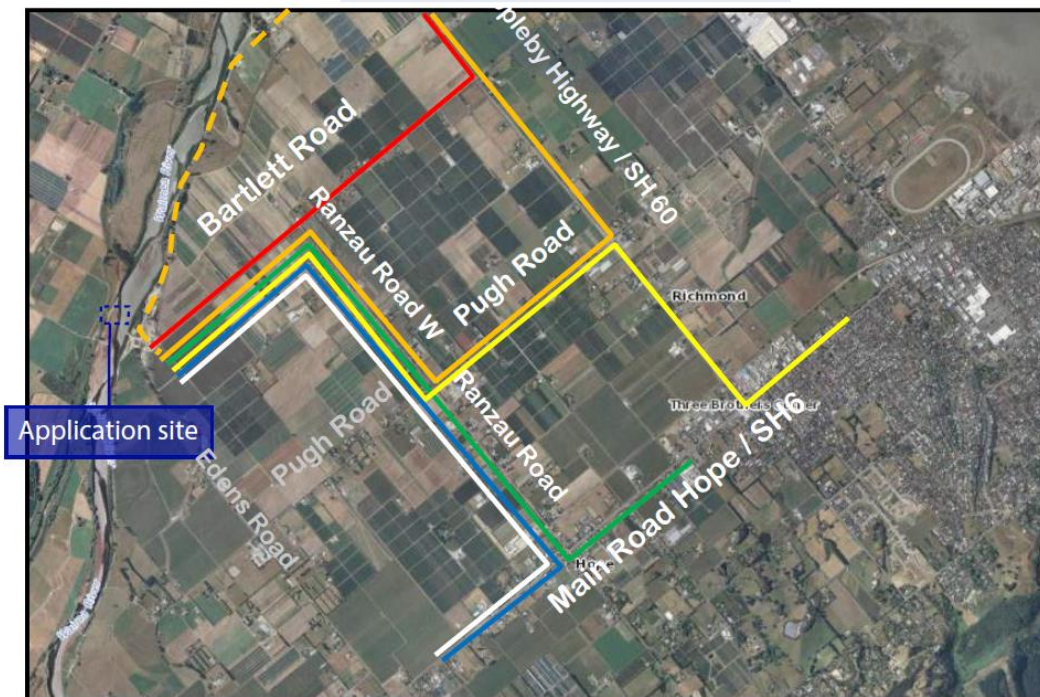 ppleby Highway / SH 60
Bartlett Road
Ranzau Road W
Pugh Road
Richmond
Three Brothers Corner
Application site
Pugh Road
Ranzau Road
Edens Road
Main Road Hope / SH6
Hope